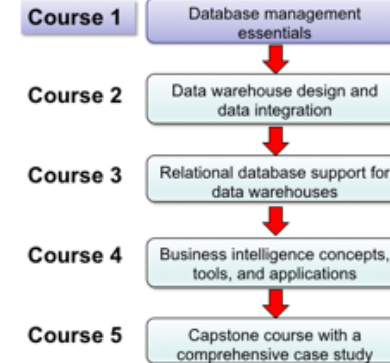 Course 1
Database management
essentials
Course 2
Data warehouse design and
data integration
Course 3
Relational database support for
data warehouses
Course 4
Business intelligence concepts,
tools, and applications
Course 5
Capstone course with a
comprehensive case study